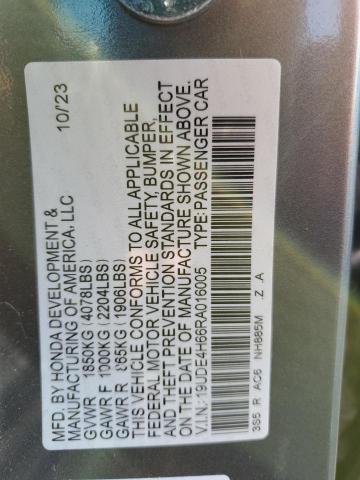 MFD. BY HONDA DEVELOPMENT & 10/'23
MANUFACTURING OF AMERICA, LLC
GVWR 1850KG (4078LBS)
GAWR F 1000KG (2204LBS)
GAWR R 865KG (1908LBS)
THIS VEHICLE CONFORMS TO ALL APPLICABLE
FEDERAL MOTOR VEHICLE SAFETY, BUMPER,
AND THEFT PREVENTION STANDARDS IN EFFECT
ON THE DATE OF MANUFACTURE SHOWN ABOVE.
V.I.N.: 19UDE4H66RA016005 TYPE: PASSENGER CAR
3S5 R AC6 NH885M .Z .A